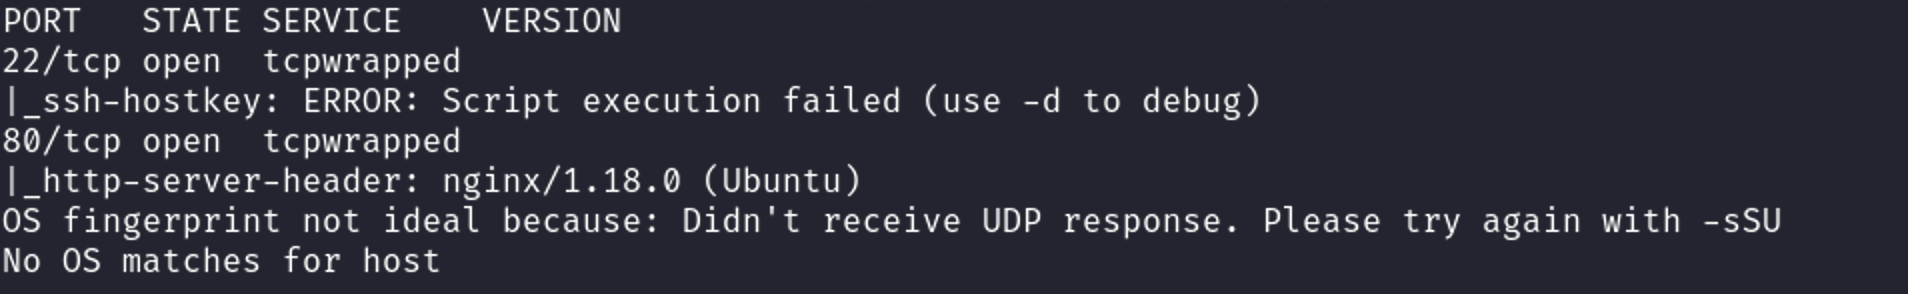 PORT   STATE SERVICE    VERSION
22/tcp open  tcpwrapped
|_ssh-hostkey: ERROR: Script execution failed (use -d to debug)
80/tcp open  tcpwrapped
|_http-server-header: nginx/1.18.0 (Ubuntu)
OS fingerprint not ideal because: Didn't receive UDP response. Please try again with -sSU
No OS matches for host